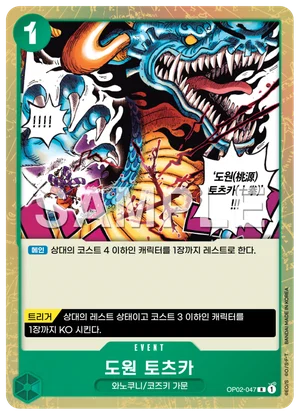 1
!!!!
'도원(桃源)
토츠카(十拳)'
!!!
SAMPLE
메인 상대의 코스트 4 이하인 캐릭터를 1장까지 레스트로 한다.
트리거 상대의 레스트 상태이고 코스트 3 이하인 캐릭터를
1장까지 KO 시킨다.
EVENT
도원 토츠카
와노쿠니/코즈키 가문
OP02-047 R 1